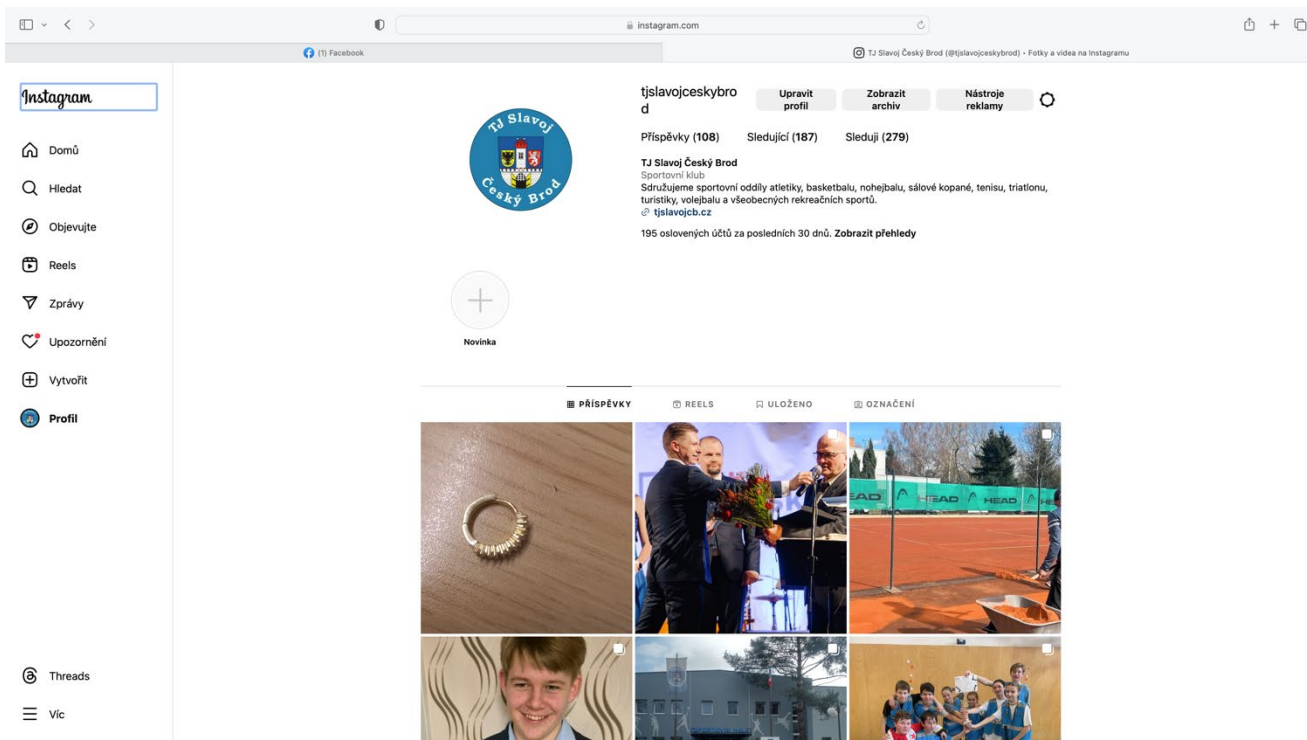 instagram.com
(1) Facebook
TJ Slavoj Český Brod (@tjslavojceskybrod) • Fotky a videa na Instagramu
Instagram
Domů
Hledat
Objevujte
Reels
Zprávy
Upozornění
Vytvořit
Profil
Threads
Víc
TJ Slavoj
Český Brod
tjslavojceskybro
d
Upravit
profil
Zobrazit
archiv
Nástroje
reklamy
Příspěvky (108) Sledující (187) Sleduji (279)
TJ Slavoj Český Brod
Sportovní klub
Sdružujeme sportovní oddíly atletiky, basketbalu, nohejbalu, sálové kopané, tenisu, triatlonu,
turistiky, volejbalu a všeobecných rekreačních sportů.
tjslavojcb.cz
195 oslovených účtů za posledních 30 dnů. Zobrazit přehledy
Novinka
PŘÍSPĚVKY REELS ULOŽENO OZNAČENÍ
EAD HEAD HEAD HE